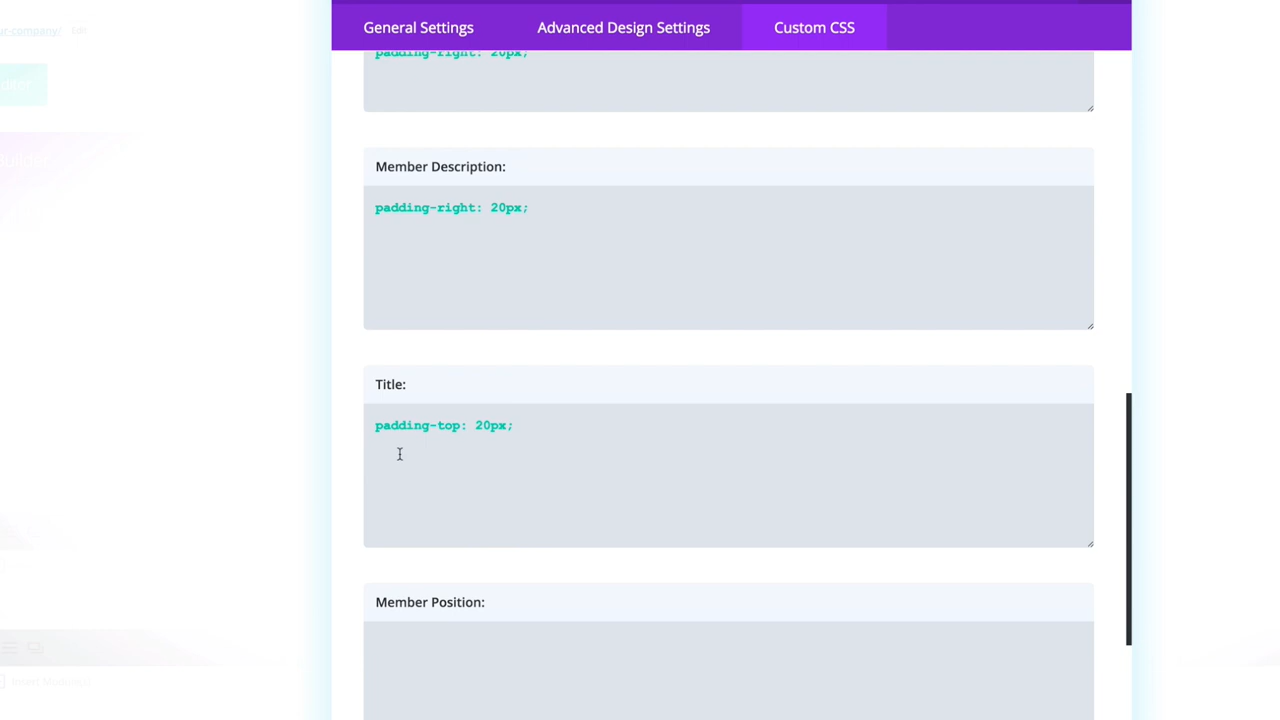 General Settings
Advanced Design Settings
Custom CSS
padding-right: 20px;
Member Description:
padding-right: 20px;
Title:
padding-top: 20px;
Member Position: